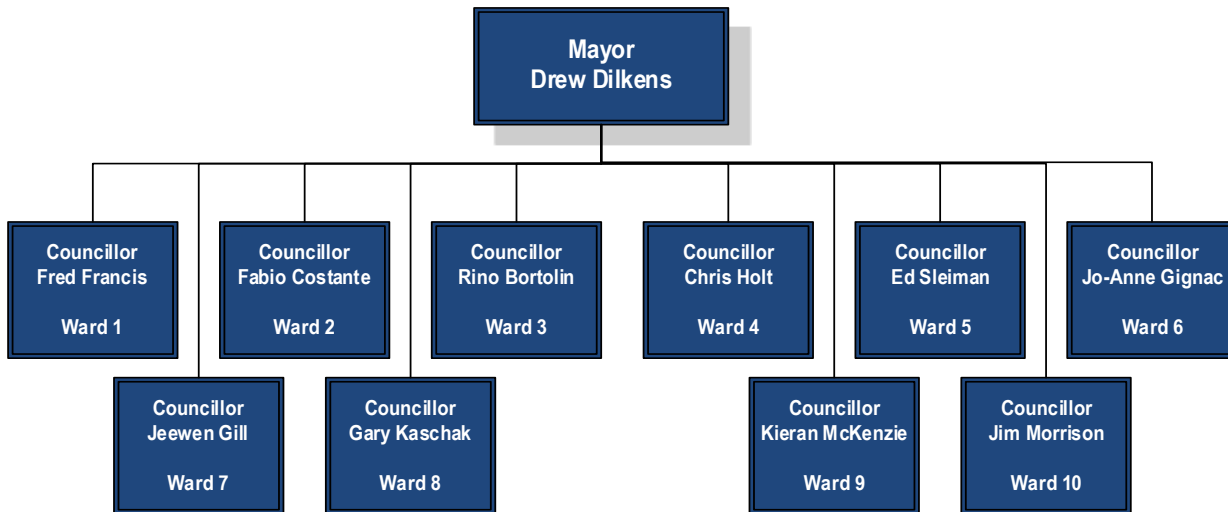 Mayor
Drew Dilkens
Councillor
Fred Francis
Ward 1
Councillor
Fabio Costante
Ward 2
Councillor
Rino Bortolin
Ward 3
Councillor
Chris Holt
Ward 4
Councillor
Ed Sleiman
Ward 5
Councillor
Jo-Anne Gignac
Ward 6
Councillor
Jeewen Gill
Ward 7
Councillor
Gary Kaschak
Ward 8
Councillor
Kieran McKenzie
Ward 9
Councillor
Jim Morrison
Ward 10